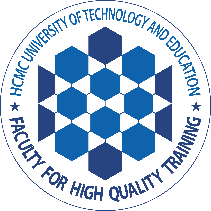 HCMC UNIVERSITY OF TECHNOLOGY AND EDUCATION
★ FACULTY FOR HIGH QUALITY TRAINING ★